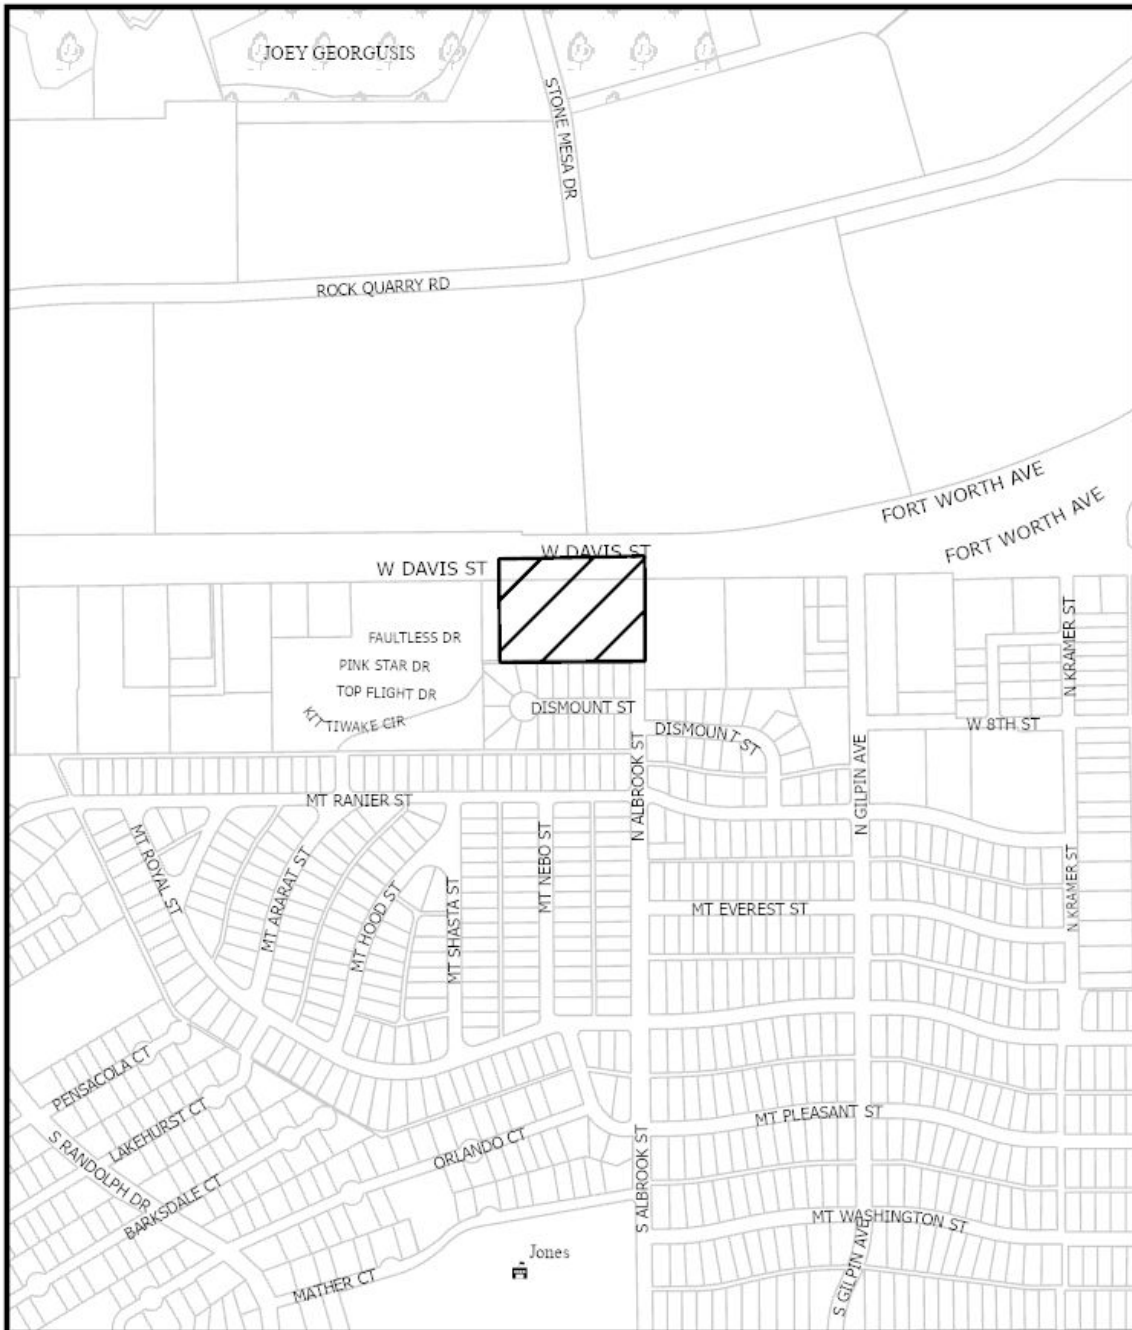 JOEY GEORGUSIS
STONE MESA DR
ROCK QUARRY RD
FORT WORTH AVE
FORT WORTH AVE
W DAVIS ST
W DAVIS ST
FAULTLESS DR
PINK STAR DR
TOP FLIGHT DR
KITTIWAKE CIR
DISMOUNT ST
DISMOUNT ST
N KRAMER ST
W 8TH ST
N ALBROOK ST
N GILPIN AVE
MT RANIER ST
MT ROYAL ST
MT ARARAT ST
MT HOOD ST
MT SHASTA ST
MT NEBO ST
MT EVEREST ST
N KRAMER ST
PENSACOLA CT
LAKEHURST CT
S RANDOLPH DR
BARKSDALE CT
ORLANDO CT
MT PLEASANT ST
S ALBROOK ST
MT WASHINGTON ST
S GILPIN AVE
MATHER CT
Jones